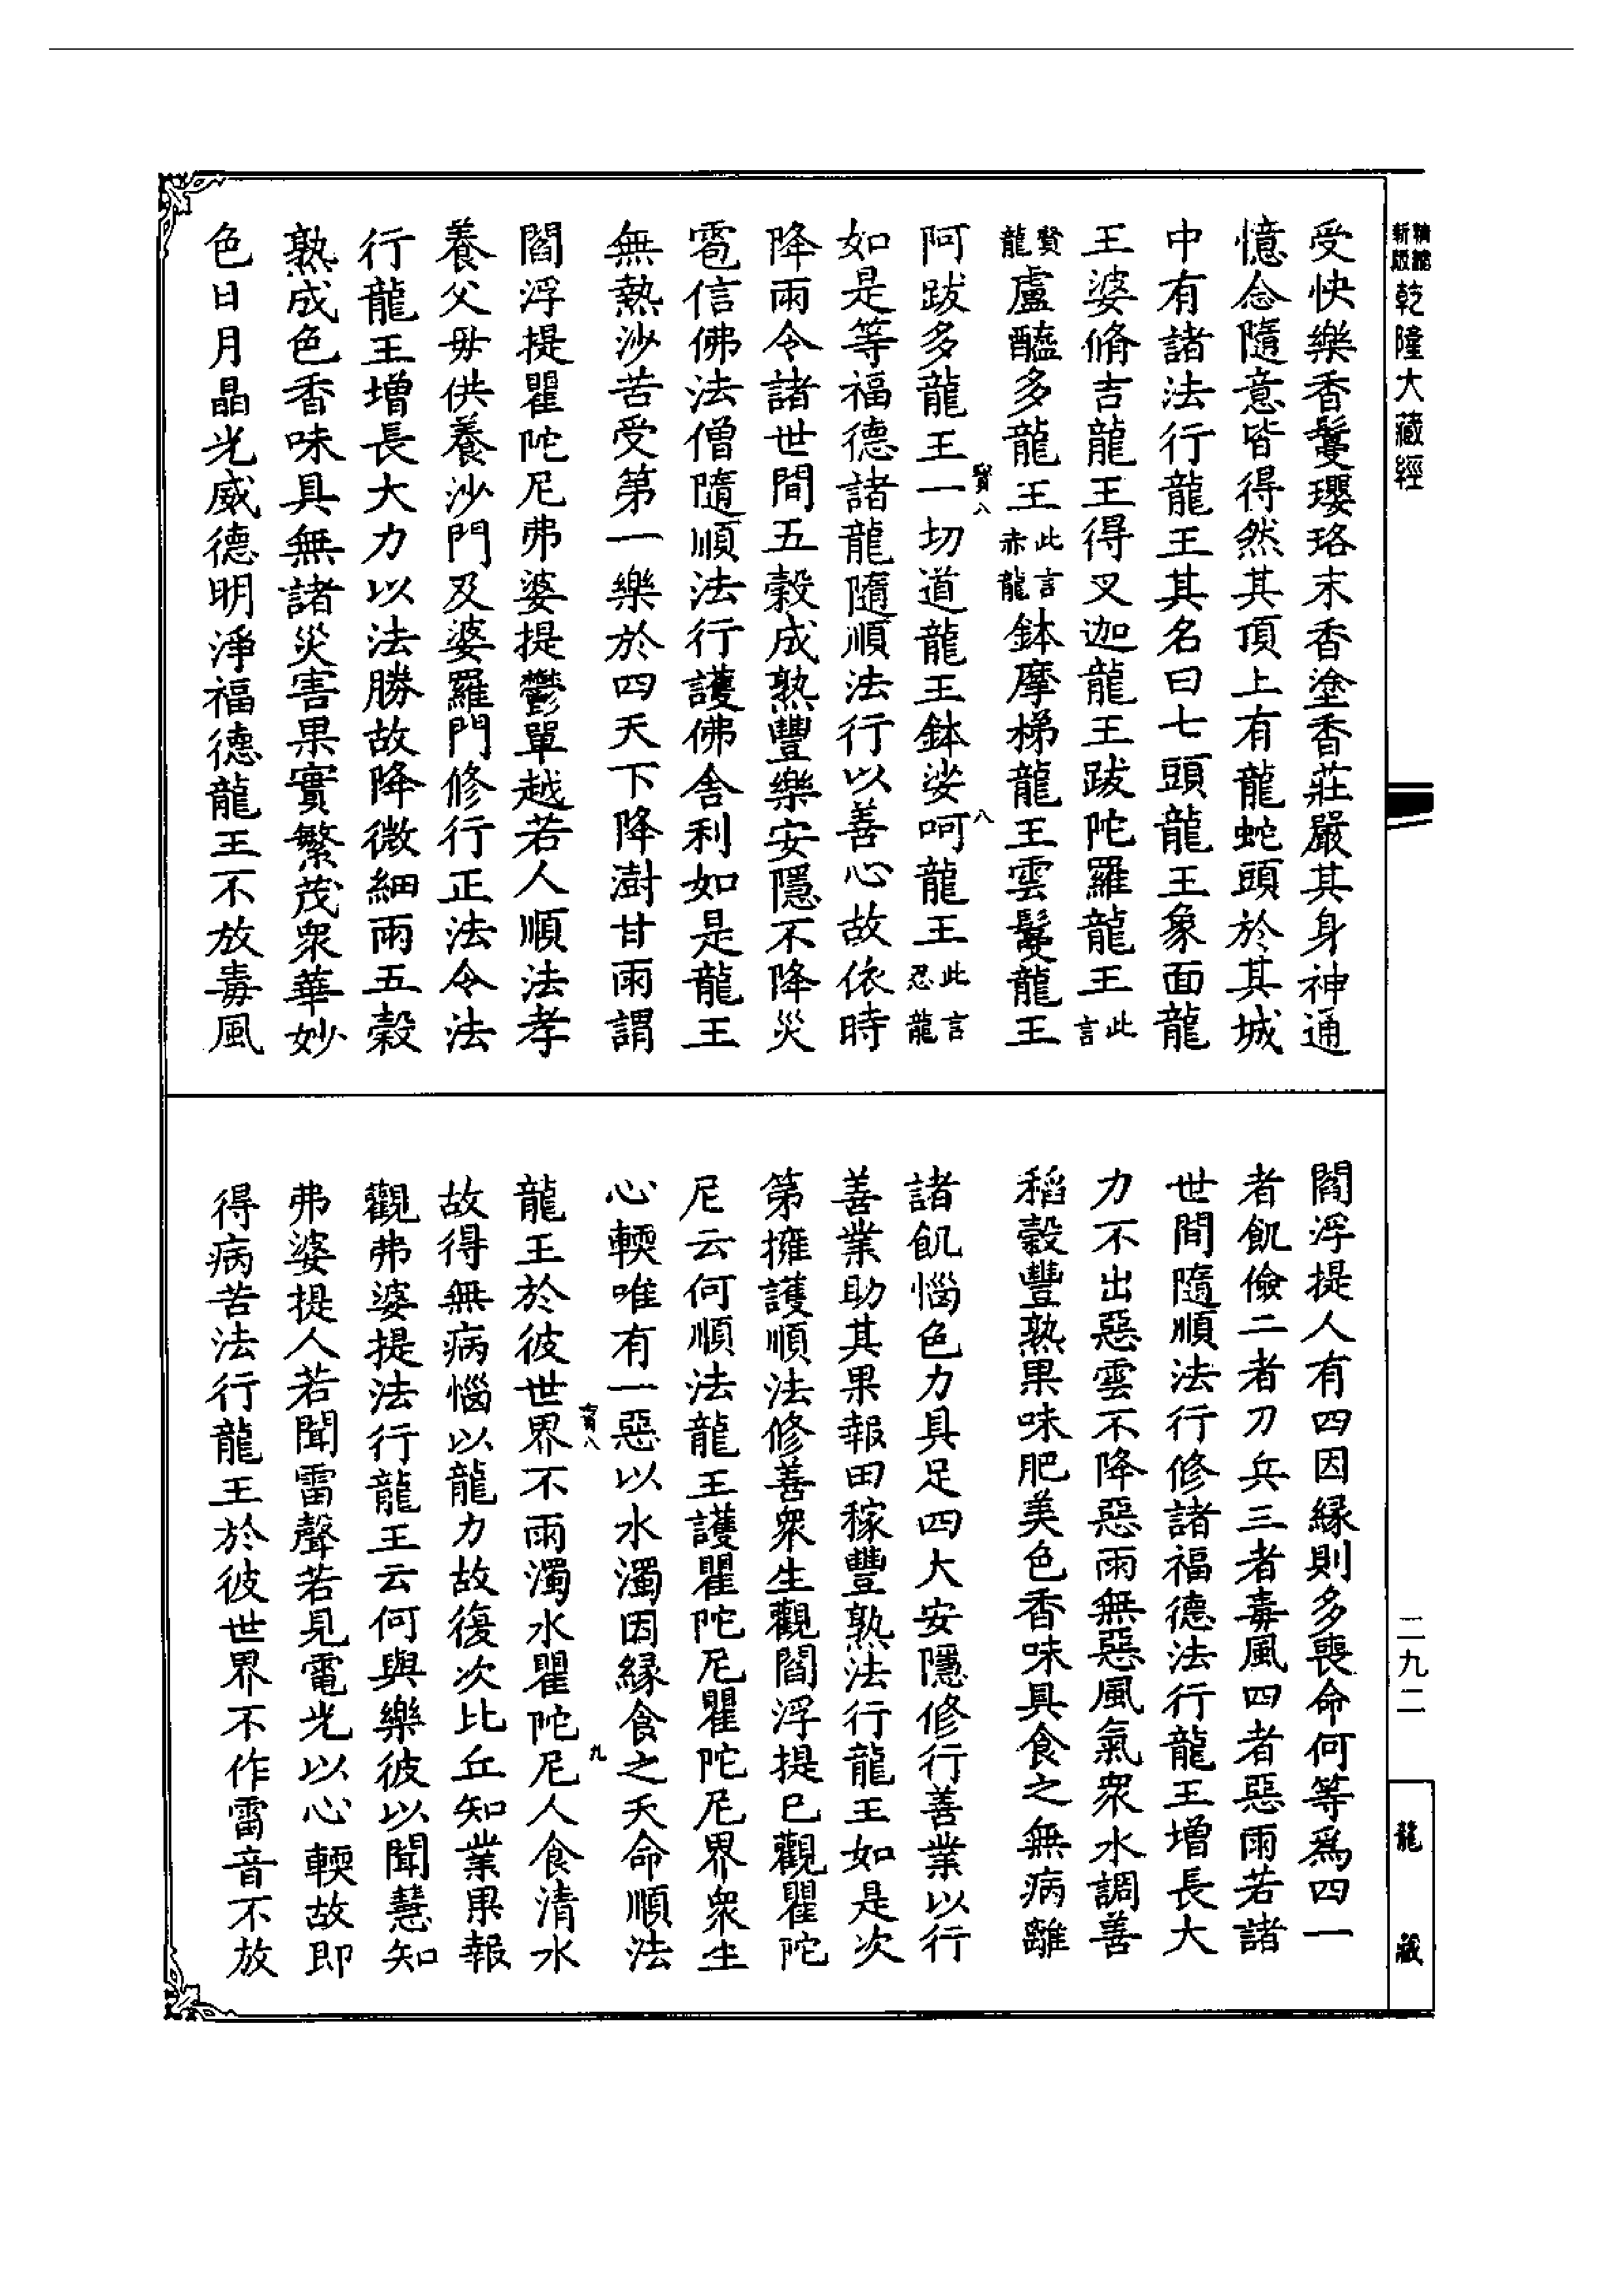 精裝新版乾隆大藏經
受快樂香鬘瓔珞末香塗香莊嚴其身神通
憶念隨意皆得然其頂上有龍蛇頭於其城
中有諸法行龍王其名曰七頭龍王象面龍
王婆脩吉龍王得叉迦龍王跋陀羅龍王此言
賢龍盧醯多龍王此言赤龍鉢摩梯龍王雲鬘龍王
阿跋多龍王一切道龍王鉢娑呵龍王此言忍龍
賢八 八
如是等福德諸龍隨順法行以善心故依時
降雨令諸世間五穀成熟豐樂安隱不降災
雹信佛法僧隨順法行護佛舍利如是龍王
無熱沙苦受第一樂於四天下降澍甘雨謂
閻浮提瞿陀尼弗婆提鬱單越若人順法孝
養父母供養沙門及婆羅門修行正法令法
行龍王增長大力以法勝故降微細雨五穀
熟成色香味具無諸災害果實繁茂衆華妙
色日月晶光威德明淨福德龍王不放毒風
閻浮提人有四因緣則多喪命何等爲四一
者飢儉二者刀兵三者毒風四者惡雨若諸
世間隨順法行修諸福德法行龍王增長大
力不出惡雲不降惡雨無惡風氣衆水調善
稻穀豐熟果味肥美色香味具食之無病離
諸飢惱色力具足四大安隱修行善業以行
善業助其果報田稼豐熟法行龍王如是次
第擁護順法修善衆生觀閻浮提已觀瞿陀
尼云何順法龍王護瞿陀尼瞿陀尼界衆生
心輭唯有一惡以水濁因緣食之夭命順法
賢八 九
龍王於彼世界不雨濁水瞿陀尼人食清水
故得無病惱以龍力故復次比丘知業果報
觀弗婆提法行龍王云何與樂彼以聞慧知
弗婆提人若聞雷聲若見電光以心輭故即
得病苦法行龍王於彼世界不作雷音不放
二九二
龍藏